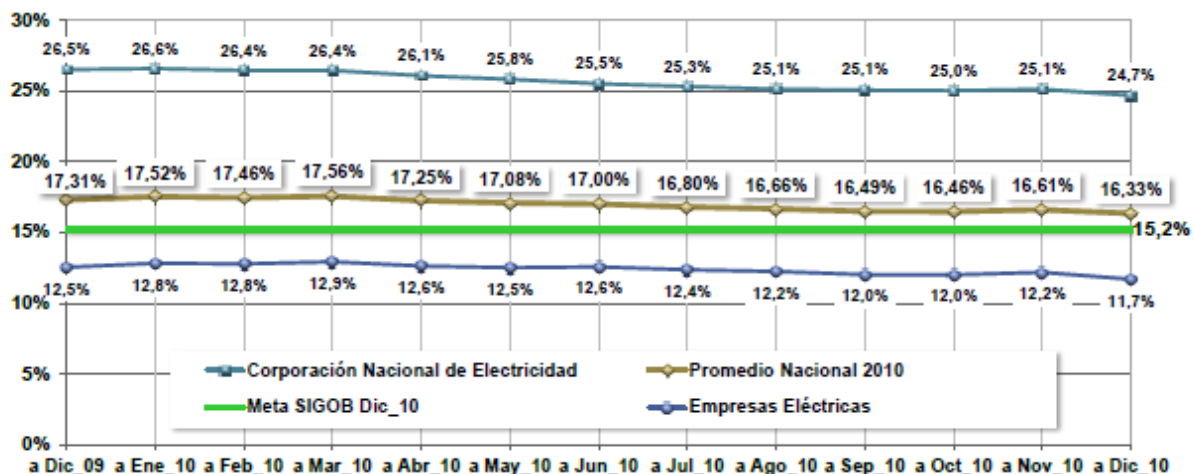 30%
26,5% 26,6% 26,4% 26,4% 26,1% 25,8% 25,5% 25,3% 25,1% 25,1% 25,0% 25,1% 24,7%
25%
20%
17,31% 17,52% 17,46% 17,56% 17,25% 17,08% 17,00% 16,80% 16,66% 16,49% 16,46% 16,61% 16,33%
15% 15,2%
12,5% 12,8% 12,8% 12,9% 12,6% 12,5% 12,6% 12,4% 12,2% 12,0% 12,0% 12,2% 11,7%
10%
Corporación Nacional de Electricidad Promedio Nacional 2010
5%
Meta SIGOB Dic_10 Empresas Eléctricas
0%
a Dic_09 a Ene_10 a Feb_10 a Mar_10 a Abr_10 a May_10 a Jun_10 a Jul_10 a Ago_10 a Sep_10 a Oct_10 a Nov_10 a Dic_10